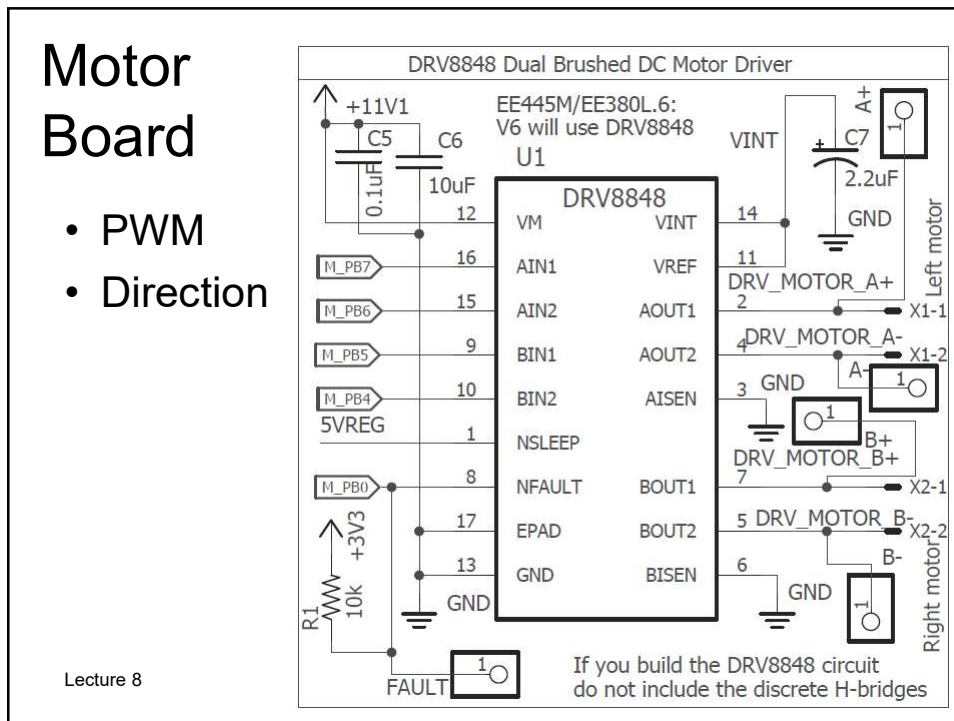 Motor
Board
• PWM
• Direction
Lecture 8
DRV8848 Dual Brushed DC Motor Driver
+11V1
EE445M/EE380L.6:
V6 will use DRV8848
U1
C5
0.1uF
C6
10uF
DRV8848
VINT
C7
+
2.2uF
GND
A+
1
12 VM VINT 14
M_PB7 16 AIN1 VREF 11
DRV_MOTOR_A+
M_PB6 15 AIN2 AOUT1 2 X1-1
Left motor
DRV_MOTOR_A-
M_PB5 9 BIN1 AOUT2 4 X1-2
A-
1
M_PB4 10 BIN2 AISEN 3 GND
5VREG
1 NSLEEP
1
B+
DRV_MOTOR_B+
M_PB0 8 NFAULT BOUT1 7 X2-1
17 EPAD BOUT2 5 DRV_MOTOR_B- X2-2
B-
1
Right motor
13 GND BISEN 6
GND
GND
+3V3
R1
10k
FAULT
1
If you build the DRV8848 circuit
do not include the discrete H-bridges